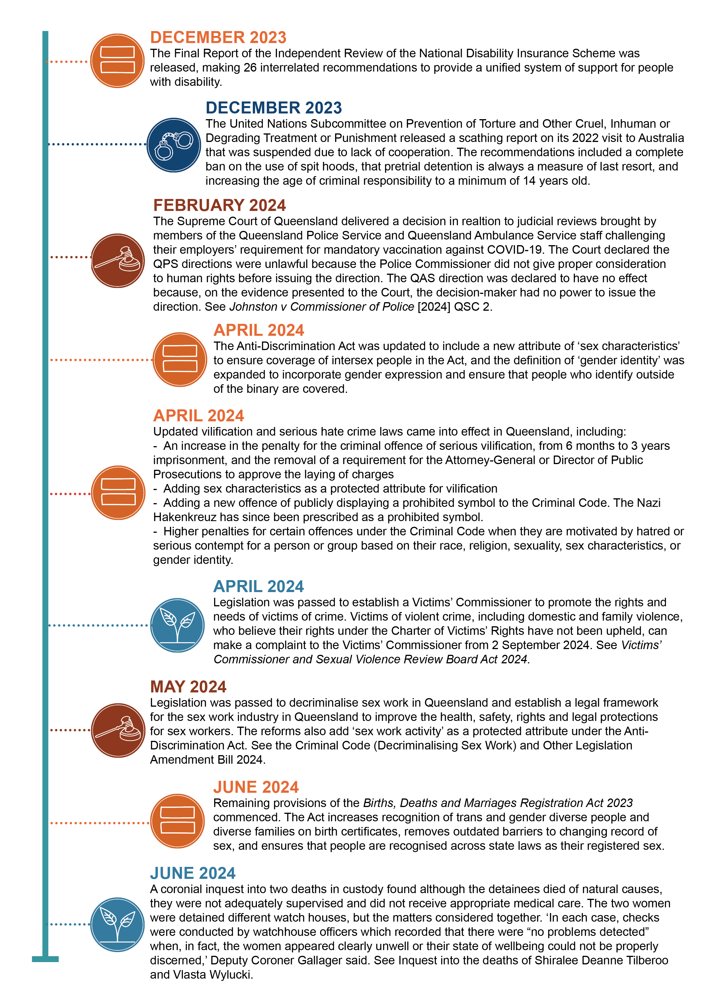 DECEMBER 2023
The Final Report of the Independent Review of the National Disability Insurance Scheme was
released, making 26 interrelated recommendations to provide a unified system of support for people
with disability.
DECEMBER 2023
The United Nations Subcommittee on Prevention of Torture and Other Cruel, Inhuman or
Degrading Treatment or Punishment released a scathing report on its 2022 visit to Australia
that was suspended due to lack of cooperation. The recommendations included a complete
ban on the use of spit hoods, that pretrial detention is always a measure of last resort, and
increasing the age of criminal responsibility to a minimum of 14 years old.
FEBRUARY 2024
The Supreme Court of Queensland delivered a decision in realtion to judicial reviews brought by
members of the Queensland Police Service and Queensland Ambulance Service staff challenging
their employers’ requirement for mandatory vaccination against COVID-19. The Court declared the
QPS directions were unlawful because the Police Commissioner did not give proper consideration
to human rights before issuing the direction. The QAS direction was declared to have no effect
because, on the evidence presented to the Court, the decision-maker had no power to issue the
direction. See Johnston v Commissioner of Police [2024] QSC 2.
APRIL 2024
The Anti-Discrimination Act was updated to include a new attribute of ‘sex characteristics’
to ensure coverage of intersex people in the Act, and the definition of ‘gender identity’ was
expanded to incorporate gender expression and ensure that people who identify outside
of the binary are covered.
APRIL 2024
Updated vilification and serious hate crime laws came into effect in Queensland, including:
- An increase in the penalty for the criminal offence of serious vilification, from 6 months to 3 years
imprisonment, and the removal of a requirement for the Attorney-General or Director of Public
Prosecutions to approve the laying of charges
- Adding sex characteristics as a protected attribute for vilification
- Adding a new offence of publicly displaying a prohibited symbol to the Criminal Code. The Nazi
Hakenkreuz has since been prescribed as a prohibited symbol.
- Higher penalties for certain offences under the Criminal Code when they are motivated by hatred or
serious contempt for a person or group based on their race, religion, sexuality, sex characteristics, or
gender identity.
APRIL 2024
Legislation was passed to establish a Victims’ Commissioner to promote the rights and
needs of victims of crime. Victims of violent crime, including domestic and family violence,
who believe their rights under the Charter of Victims’ Rights have not been upheld, can
make a complaint to the Victims’ Commissioner from 2 September 2024. See Victims’
Commissioner and Sexual Violence Review Board Act 2024.
MAY 2024
Legislation was passed to decriminalise sex work in Queensland and establish a legal framework
for the sex work industry in Queensland to improve the health, safety, rights and legal protections
for sex workers. The reforms also add ‘sex work activity’ as a protected attribute under the Anti-
Discrimination Act. See the Criminal Code (Decriminalising Sex Work) and Other Legislation
Amendment Bill 2024.
JUNE 2024
Remaining provisions of the Births, Deaths and Marriages Registration Act 2023
commenced. The Act increases recognition of trans and gender diverse people and
diverse families on birth certificates, removes outdated barriers to changing record of
sex, and ensures that people are recognised across state laws as their registered sex.
JUNE 2024
A coronial inquest into two deaths in custody found although the detainees died of natural causes,
they were not adequately supervised and did not receive appropriate medical care. The two women
were detained different watch houses, but the matters considered together. ‘In each case, checks
were conducted by watchhouse officers which recorded that there were “no problems detected”
when, in fact, the women appeared clearly unwell or their state of wellbeing could not be properly
discerned,’ Deputy Coroner Gallager said. See Inquest into the deaths of Shiralee Deanne Tilberoo
and Vlasta Wylucki.